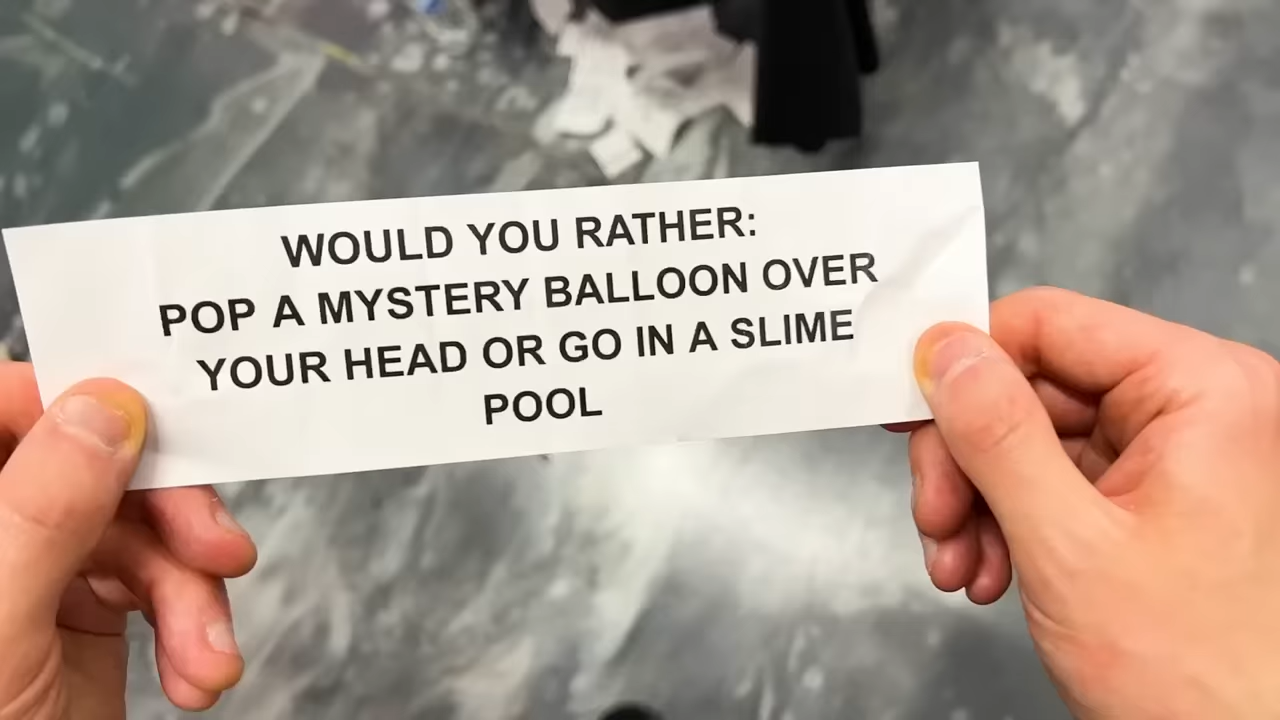 WOULD YOU RATHER:
POP A MYSTERY BALLOON OVER
YOUR HEAD OR GO IN A SLIME
POOL